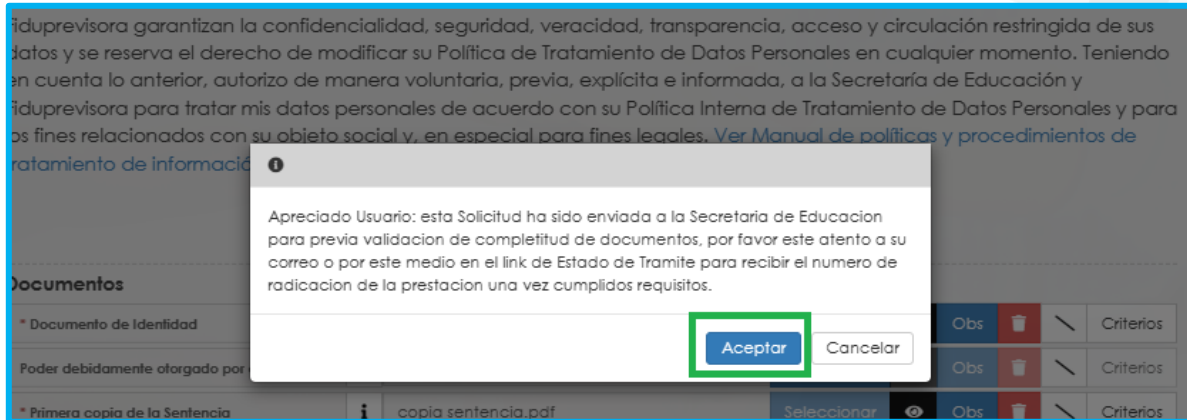 iduprevisora garantizan la confidencialidad, seguridad, veracidad, transparencia, acceso y circulación restringida de sus
datos y se reserva el derecho de modificar su Política de Tratamiento de Datos Personales en cualquier momento. Teniendo
en cuenta lo anterior, autorizo de manera voluntaria, previa, explícita e informada, a la Secretaría de Educación y
iduprevisora para tratar mis datos personales de acuerdo con su Política Interna de Tratamiento de Datos Personales y para
os fines relacionados con su objeto social y, en especial para fines legales. Ver Manual de políticas y procedimientos de
ratamiento de informació
Apreciado Usuario: esta Solicitud ha sido enviada a la Secretaria de Educacion
para previa validacion de completitud de documentos, por favor este atento a su
correo o por este medio en el link de Estado de Tramite para recibir el numero de
radicacion de la prestacion una vez cumplidos requisitos.
Aceptar Cancelar
Documentos
* Documento de Identidad Obs Criterios
Poder debidamente otorgado por Obs Criterios
* Primera copia de la Sentencia i copia sentencia.pdf Seleccionar Obs Criterios